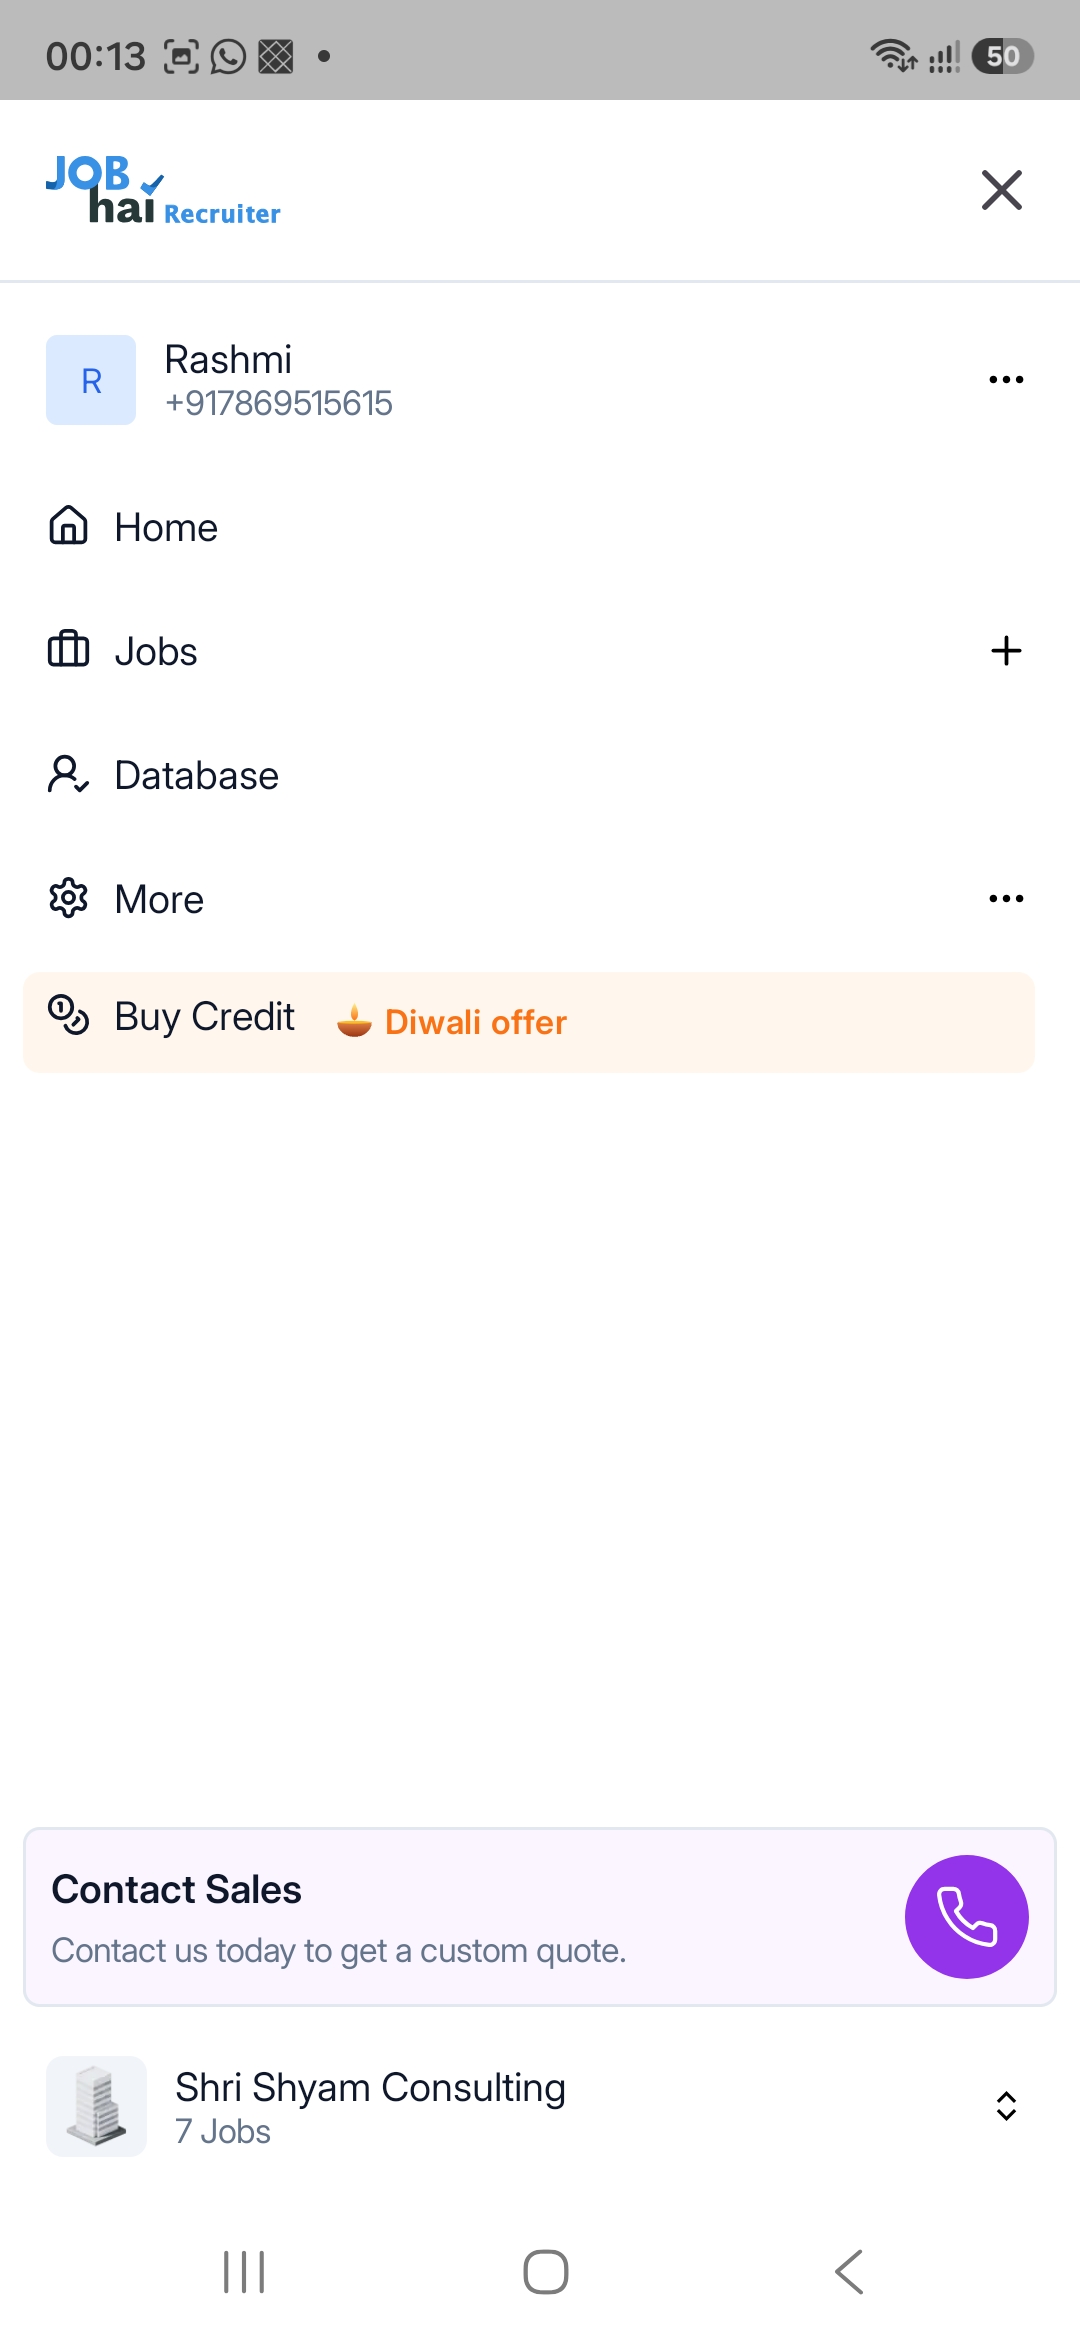 00:13
50
JOB
hai Recruiter
R
Rashmi
+917869515615
Home
Jobs
Database
More
Buy Credit Diwali offer
Contact Sales
Contact us today to get a custom quote.
Shri Shyam Consulting
7 Jobs